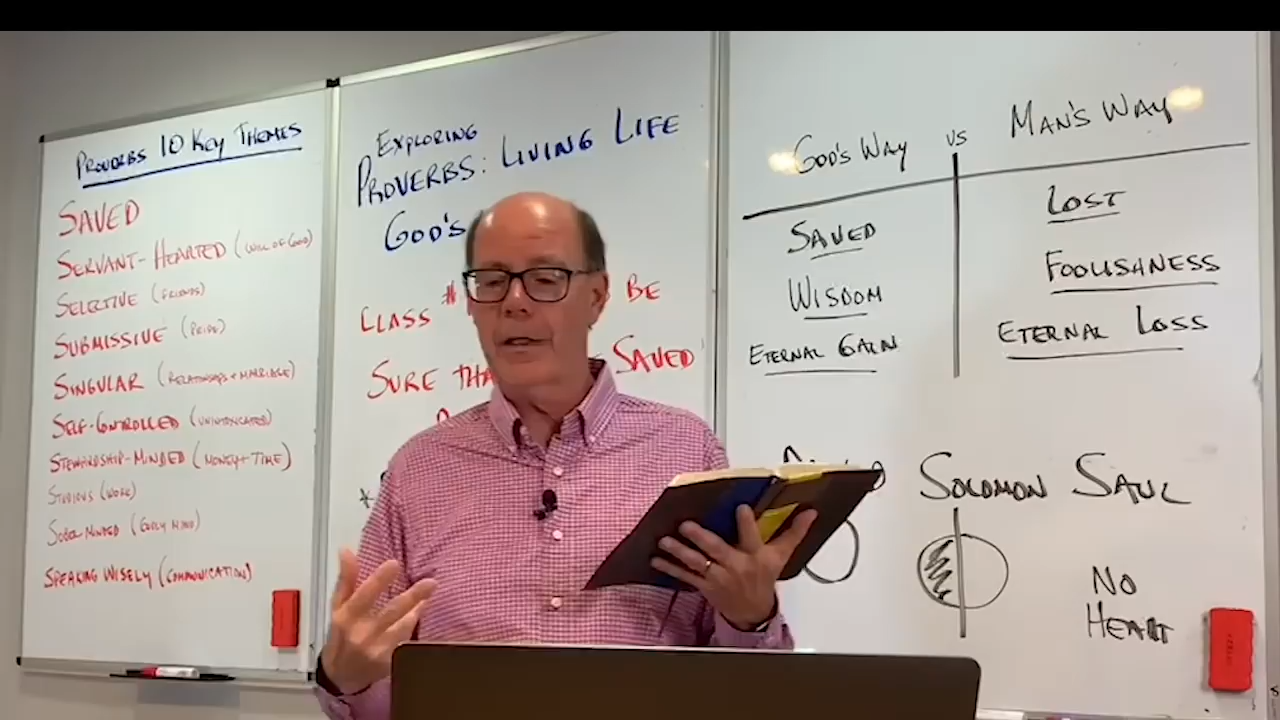 PROVERBS 10 KEY THEMES
SAVED
SERVANT-HEARTED (WILL OF GOD)
SELECTIVE (FRIENDS)
SUBMISSIVE (PRIDE)
SINGULAR (RELATIONSHIPS + MARRIAGE)
SELF-CONTROLLED (UNINTOXICATED)
STEWARDSHIP-MINDED (MONEY + TIME)
STUDIOUS (WORK)
SOBER MINDED (GODLY MIND)
SPEAKING WISELY (COMMUNICATION)
EXPLORING
PROVERBS: LIVING LIFE
GOD'S
CLASS # BE
SURE THA SAVED
GOD'S WAY VS MAN'S WAY
SAVED LOST
WISDOM FOOLISHNESS
ETERNAL GAIN ETERNAL LOSS
SOLOMON SAUL
NO
HEART